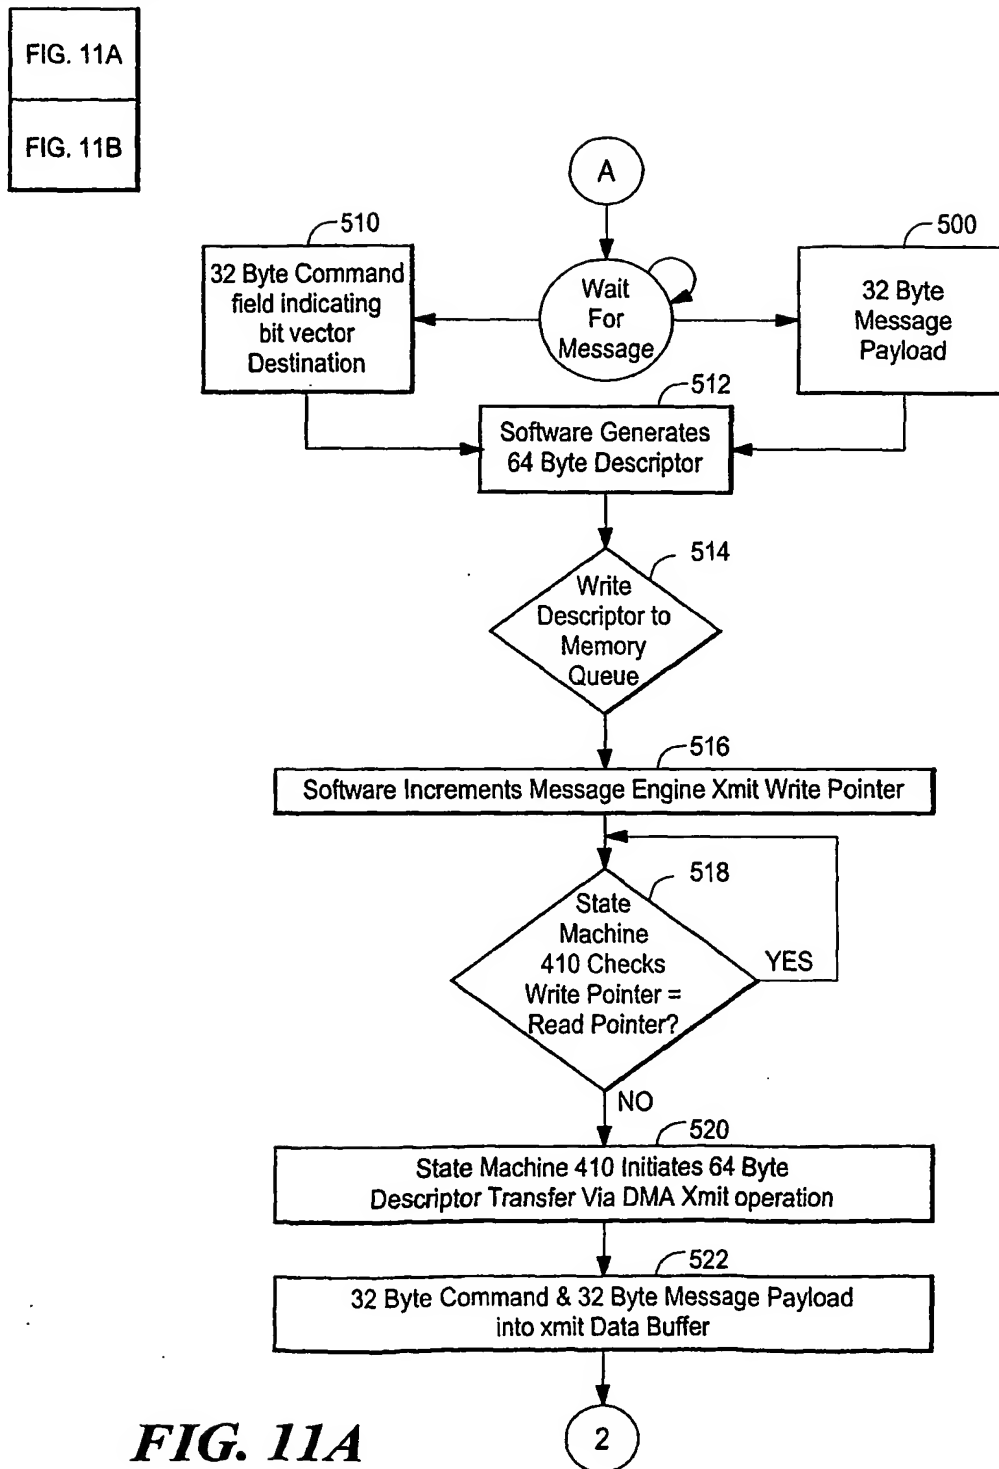 FIG. 11A
FIG. 11B
A
510
500
32 Byte Command
field indicating
bit vector
Destination
Wait
For
Message
32 Byte
Message
Payload
512
Software Generates
64 Byte Descriptor
514
Write
Descriptor to
Memory
Queue
516
Software Increments Message Engine Xmit Write Pointer
518
State
Machine
410 Checks
Write Pointer =
Read Pointer?
YES
NO
520
State Machine 410 Initiates 64 Byte
Descriptor Transfer Via DMA Xmit operation
522
32 Byte Command & 32 Byte Message Payload
into xmit Data Buffer
2
FIG. 11A